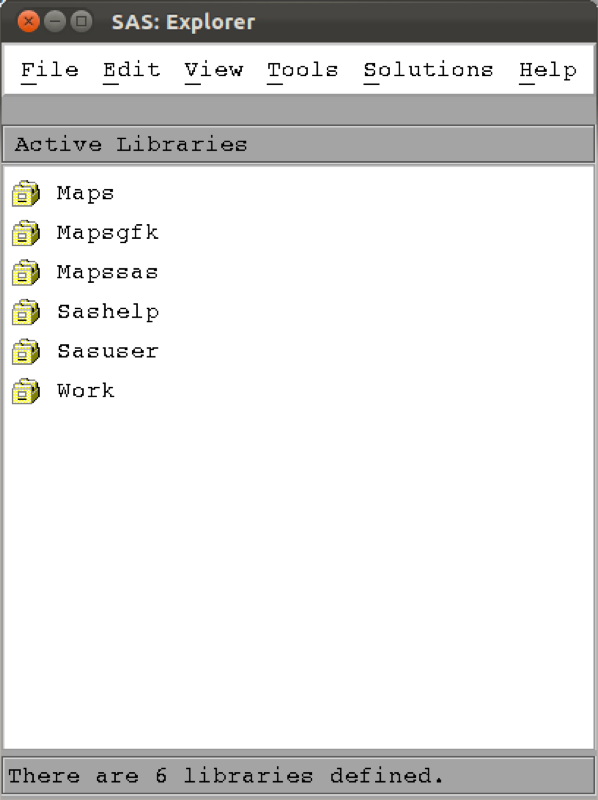 SAS: Explorer
File Edit View Tools Solutions Help
Active Libraries
Maps
Mapsgfk
Mapssas
Sashelp
Sasuser
Work
There are 6 libraries defined.